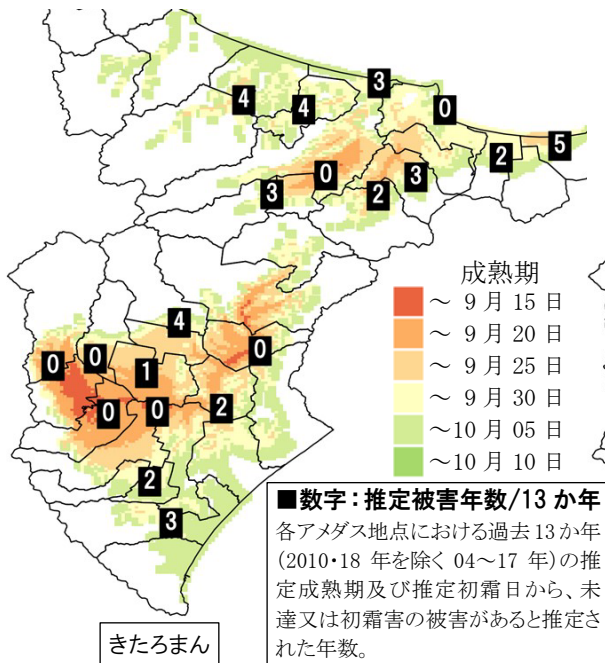 3
4
4
0
5
2
3
0
3
2
成熟期
～ 9 月 15 日
～ 9 月 20 日
～ 9 月 25 日
～ 9 月 30 日
～10 月 05 日
～10 月 10 日
4
0
0
0
1
0
0
2
2
3
■数字：推定被害年数/13 か年
各アメダス地点における過去 13 か年
(2010・18 年を除く 04～17 年)の推
定成熟期及び推定初霜日から、未
達又は初霜害の被害があると推定さ
れた年数。
きたろまん